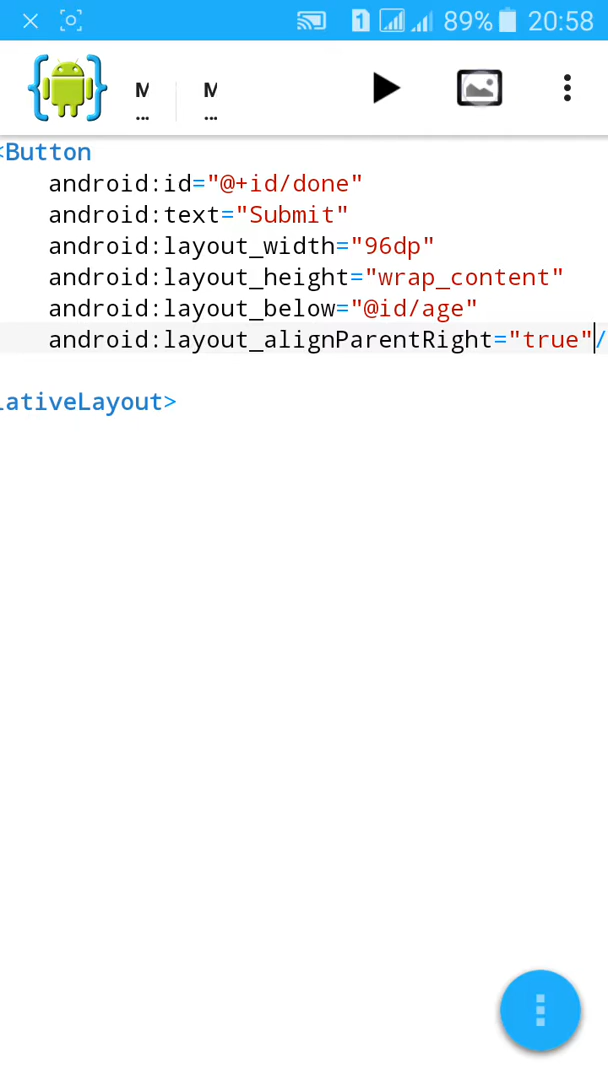 1 89% 20:58
M... M...
<Button
android:id="@+id/done"
android:text="Submit"
android:layout_width="96dp"
android:layout_height="wrap_content"
android:layout_below="@id/age"
android:layout_alignParentRight="true"/
lativeLayout>